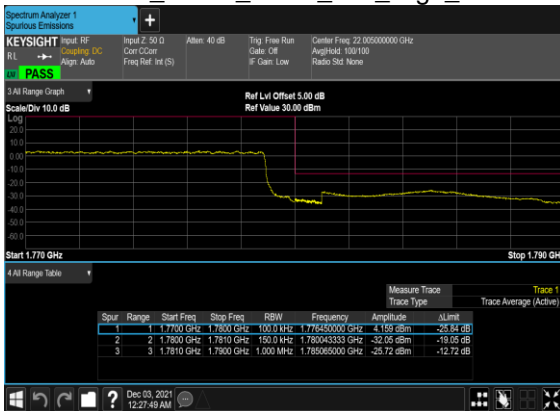 Spectrum Analyzer 1
Spurious Emissions
+
KEYSIGHT Input: RF Input Z: 50 Ω Atten: 40 dB Trig: Free Run Center Freq: 22.005000000 GHz
RL Coupling: DC Corr CCorr Gate: Off Avg|Hold: 100/100
Align: Auto Freq Ref: Int (S) IF Gain: Low Radio Std: None
PASS
3 All Range Graph
Ref Lvl Offset 5.00 dB
Scale/Div 10.0 dB Ref Value 30.00 dBm
Log
20.0
10.0
0.00
-10.0
-20.0
-30.0
-40.0
-50.0
-60.0
Start 1.770 GHz Stop 1.790 GH
4 All Range Table
Measure Trace Trace 1
Trace Type Trace Average (Active)
Spur Range Start Freq Stop Freq RBW Frequency Amplitude ΔLimit
1 1 1.7700 GHz 1.7800 GHz 100.0 kHz 1.776450000 GHz 4.159 dBm -25.84 dB
2 2 1.7800 GHz 1.7810 GHz 150.0 kHz 1.780043333 GHz -32.05 dBm -19.05 dB
3 3 1.7810 GHz 1.7900 GHz 1.000 MHz 1.785065000 GHz -25.72 dBm -12.72 dB
? Dec 03, 2021
12:27:49 AM